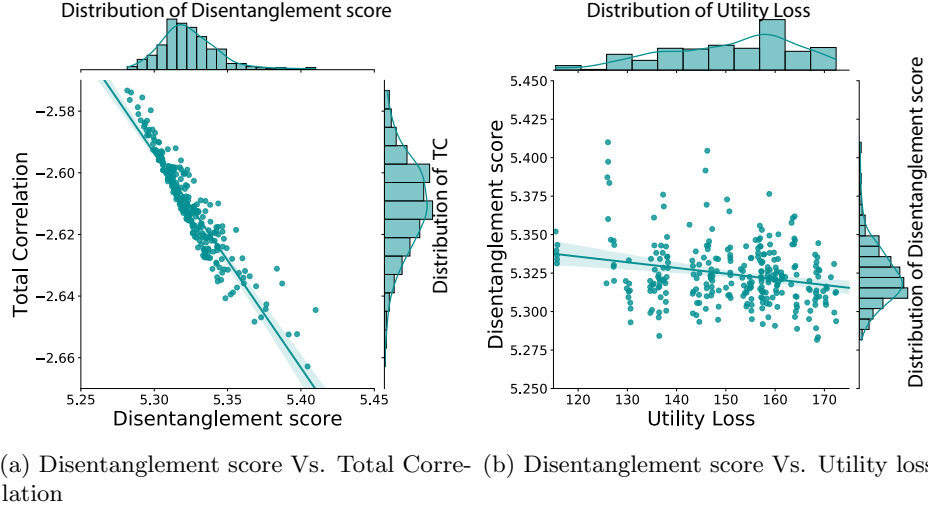 Distribution of Disentanglement score
−2.58
−2.60
−2.62
−2.64
−2.66
Total Correlation
5.25
5.30
5.35
5.40
5.45
Disentanglement score
Distribution of TC
Distribution of Utility Loss
5.450
5.425
5.400
5.375
5.350
5.325
5.300
5.275
5.250
Disentanglement score
120
130
140
150
160
170
Utility Loss
Distribution of Disentanglement score
(a) Disentanglement score Vs. Total Corre-
lation
(b) Disentanglement score Vs. Utility loss